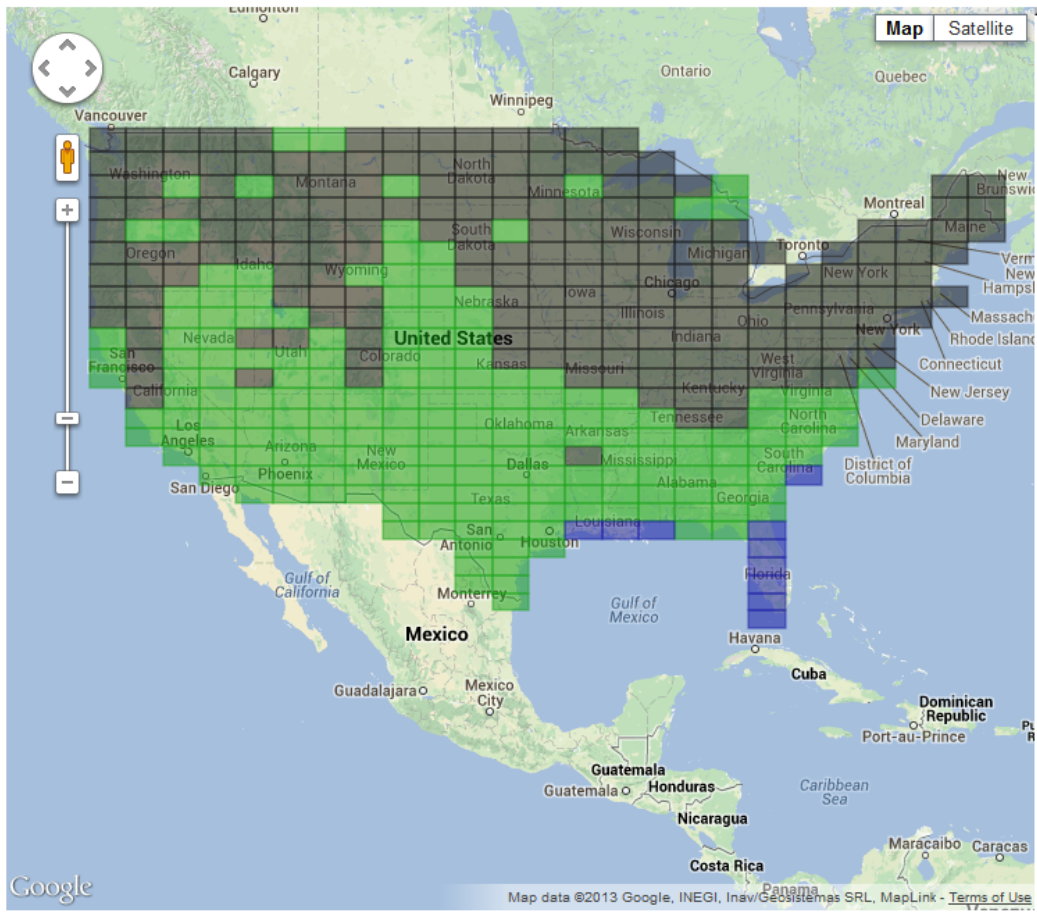 Edmonton
Map
Satellite
Calgary
Ontario
Quebec
Winnipeg
Vancouver
Washington
North
Dakota
Montana
Minnesota
New
Montreal
Maine
South
Dakota
Wisconsin
Oregon
Michigan
Toronto
Idaho
Wyoming
New York
Chicago
Nebraska
Iowa
Illinois
Pennsylvania
Ohio
New York
Nevada
United States
Indiana
San
Francisco
Utah
Colorado
Kansas
Missouri
West
Virginia
Rhode Island
Connecticut
California
Kentucky
Virginia
New Jersey
Tennessee
North
Carolina
Delaware
Los
Angeles
Oklahoma
Arkansas
Maryland
Arizona
New
Mexico
Phoenix
Dallas
Mississippi
South
Carolina
District of
Columbia
San Diego
Alabama
Texas
Georgia
San
Antonio
Houston
Louisiana
Gulf of
California
Florida
Monterrey
Gulf of
Mexico
Mexico
Havana
Cuba
Guadalajara
Mexico
City
Dominican
Republic
Port-au-Prince
Guatemala
Guatemala
Honduras
Caribbean
Sea
Nicaragua
Maracaibo
Caracas
Costa Rica
Panama
Google
Map data ©2013 Google, INEGI, Inav/Geosistemas SRL, MapLink - Terms of Use